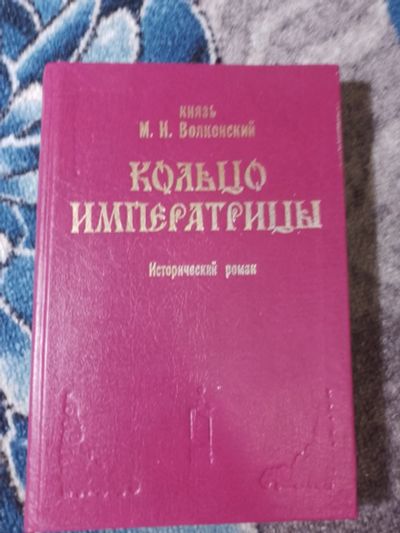 князь
М. Н. Волконский
КОЛЬЦО
ИМПЕРАТРИЦЫ
Исторический роман